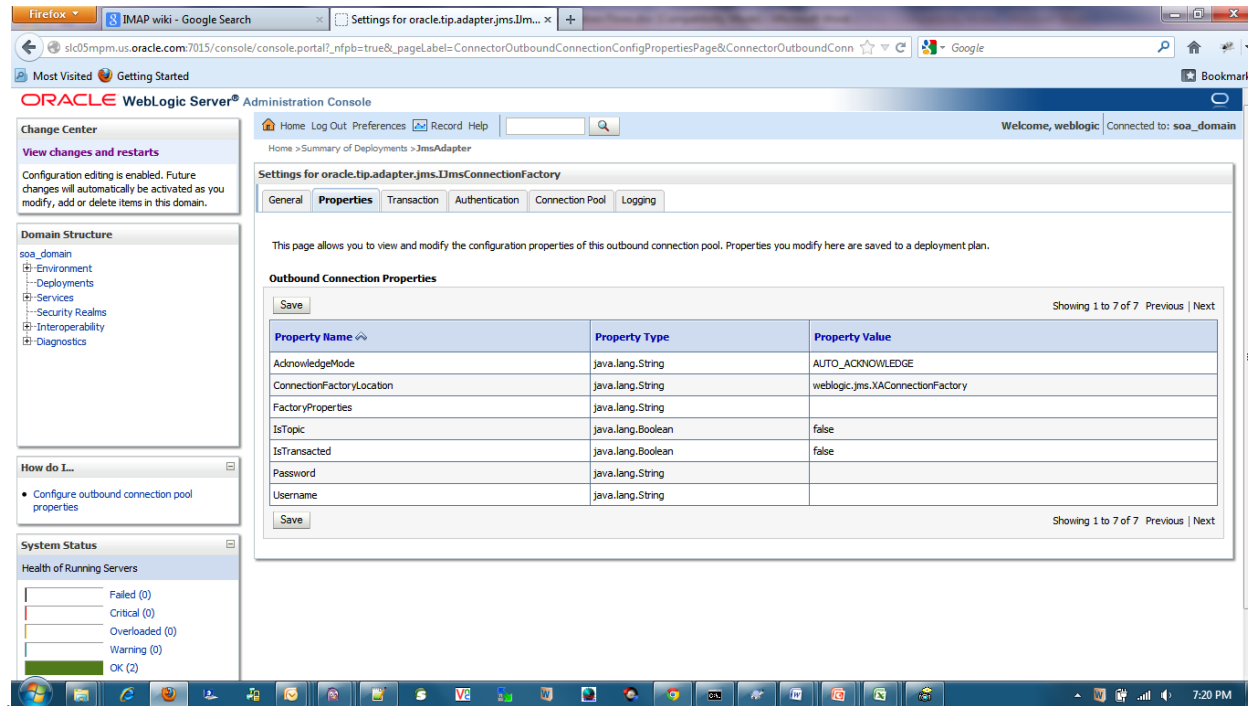 Firefox
IMAP wiki - Google Search
Settings for oracle.tip.adapter.jms.IJm...
slc05mpm.us.oracle.com:7015/console/console.portal?_nfpb=true&_pageLabel=ConnectorOutboundConnectionConfigPropertiesPage&ConnectorOutboundConn
Google
Most Visited Getting Started
Bookmark
ORACLE WebLogic Server® Administration Console
Change Center
View changes and restarts
Configuration editing is enabled. Future
changes will automatically be activated as you
modify, add or delete items in this domain.
Domain Structure
soa_domain
Environment
Deployments
Services
Security Realms
Interoperability
Diagnostics
How do I...
Configure outbound connection pool
properties
System Status
Health of Running Servers
Failed (0)
Critical (0)
Overloaded (0)
Warning (0)
OK (2)
Home Log Out Preferences Record Help
Welcome, weblogic Connected to: soa_domain
Home >Summary of Deployments >JmsAdapter
Settings for oracle.tip.adapter.jms.IJmsConnectionFactory
General Properties Transaction Authentication Connection Pool Logging
This page allows you to view and modify the configuration properties of this outbound connection pool. Properties you modify here are saved to a deployment plan.
Outbound Connection Properties
Save
Showing 1 to 7 of 7 Previous | Next
Property Name Property Type Property Value
AcknowledgeMode java.lang.String AUTO_ACKNOWLEDGE
ConnectionFactoryLocation java.lang.String weblogic.jms.XAConnectionFactory
FactoryProperties java.lang.String
IsTopic java.lang.Boolean false
IsTransacted java.lang.Boolean false
Password java.lang.String
Username java.lang.String
Save
Showing 1 to 7 of 7 Previous | Next
7:20 PM